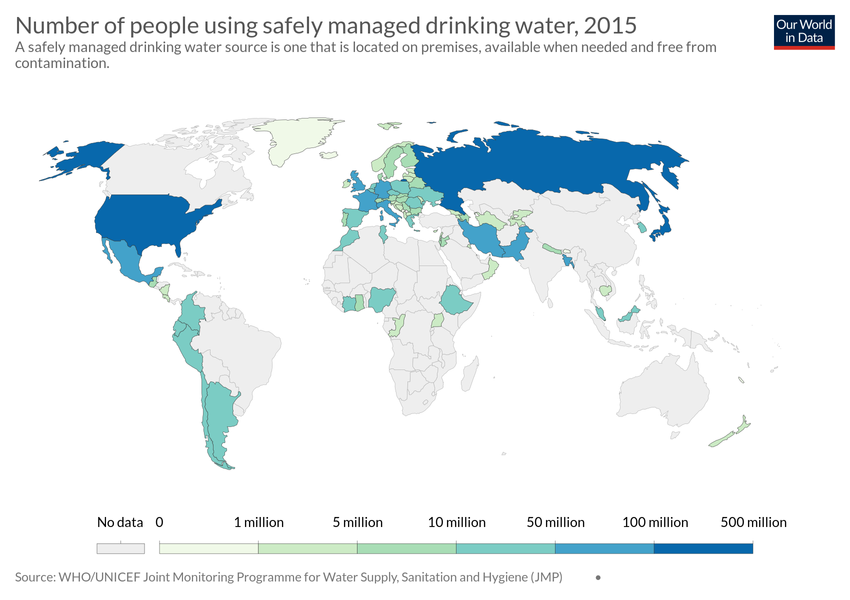 Number of people using safely managed drinking water, 2015
Our World
in Data
A safely managed drinking water source is one that is located on premises, available when needed and free from
contamination.
No data 0 1 million 5 million 10 million 50 million 100 million 500 million
Source: WHO/UNICEF Joint Monitoring Programme for Water Supply, Sanitation and Hygiene (JMP) •